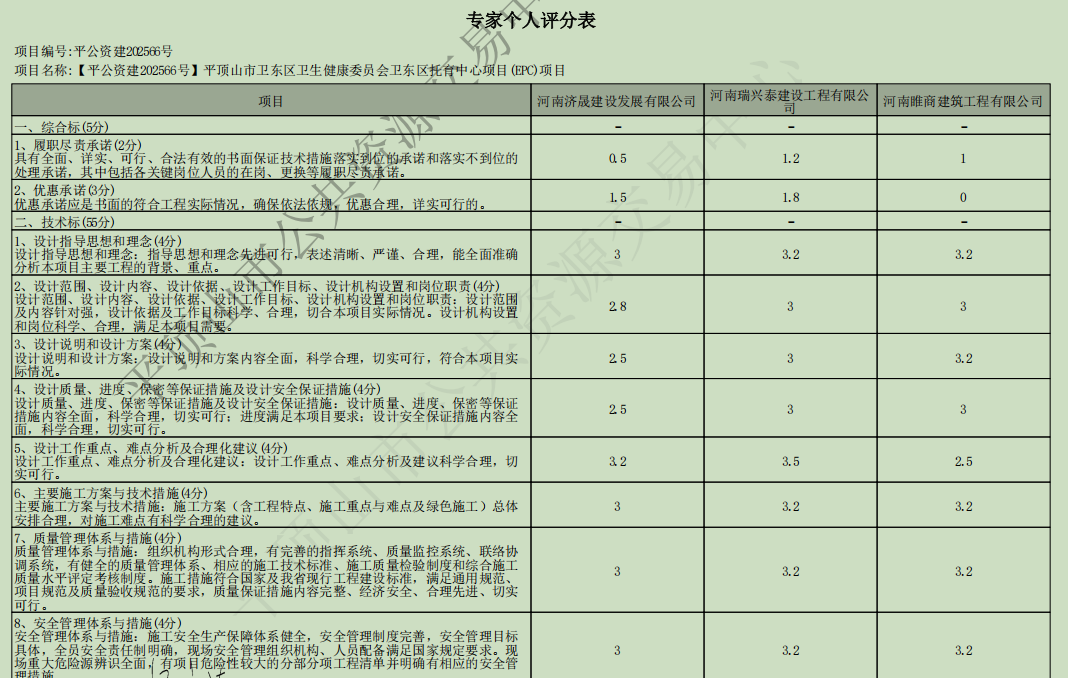 专家个人评分表
项目编号:平公资建202566号
项目名称:【平公资建202566号】平顶山市卫东区卫生健康委员会卫东区托育中心项目(EPC)项目
项目
河南济晟建设发展有限公司
河南瑞兴泰建设工程有限公
司
河南睢商建筑工程有限公司
一、综合标(5分)
-
-
-
1、履职尽责承诺(2分)
具有全面、详实、可行、合法有效的书面保证技术措施落实到位的承诺和落实不到位的
处理承诺，其中包括各关键岗位人员的在岗、更换等履职尽责承诺。
0.5
1.2
1
2、优惠承诺(3分)
优惠承诺应是书面的符合工程实际情况，确保依法依规，优惠合理，详实可行的。
1.5
1.8
0
二、技术标(55分)
-
-
-
1、设计指导思想和理念(4分)
设计指导思想和理念：指导思想和理念先进可行，表述清晰、严谨、合理，能全面准确
分析本项目主要工程的背景、重点。
3
3.2
3.2
2、设计范围、设计内容、设计依据、设计工作目标、设计机构设置和岗位职责(4分)
设计范围、设计内容、设计依据、设计工作目标、设计机构设置和岗位职责：设计范围
及内容针对强，设计依据及工作目标科学、合理，切合本项目实际情况。设计机构设置
和岗位科学、合理，满足本项目需要。
2.8
3
3
3、设计说明和设计方案(4分)
设计说明和设计方案：设计说明和方案内容全面，科学合理，切实可行，符合本项目实
际情况。
2.5
3
3.2
4、设计质量、进度、保密等保证措施及设计安全保证措施(4分)
设计质量、进度、保密等保证措施及设计安全保证措施：设计质量、进度、保密等保证
措施内容全面，科学合理，切实可行；进度满足本项目要求；设计安全保证措施内容全
面，科学合理，切实可行。
2.5
3
3
5、设计工作重点、难点分析及合理化建议(4分)
设计工作重点、难点分析及合理化建议：设计工作重点、难点分析及建议科学合理，切
实可行。
3.2
3.5
2.5
6、主要施工方案与技术措施(4分)
主要施工方案与技术措施：施工方案（含工程特点、施工重点与难点及绿色施工）总体
安排合理，对施工难点有科学合理的建议。
3
3.2
3.2
7、质量管理体系与措施(4分)
质量管理体系与措施：组织机构形式合理，有完善的指挥系统、质量监控系统、联络协
调系统，有健全的质量管理体系、相应的施工技术标准、施工质量检验制度和综合施工
质量水平评定考核制度。施工措施符合国家及我省现行工程建设标准，满足通用规范、
项目规范及质量验收规范的要求，质量保证措施内容完整、经济安全、合理先进、切实
可行。
3
3.2
3.2
8、安全管理体系与措施(4分)
安全管理体系与措施：施工安全生产保障体系健全，安全管理制度完善，安全管理目标
具体，全员安全责任制明确，现场安全管理组织机构、人员配备满足国家规定要求。现
场重大危险源辨识全面，有项目危险性较大的分部分项工程清单并明确有相应的安全管
理措施
3
3.2
3.2
平顶山市公共资源交易中
平顶山市公共资源交易中心